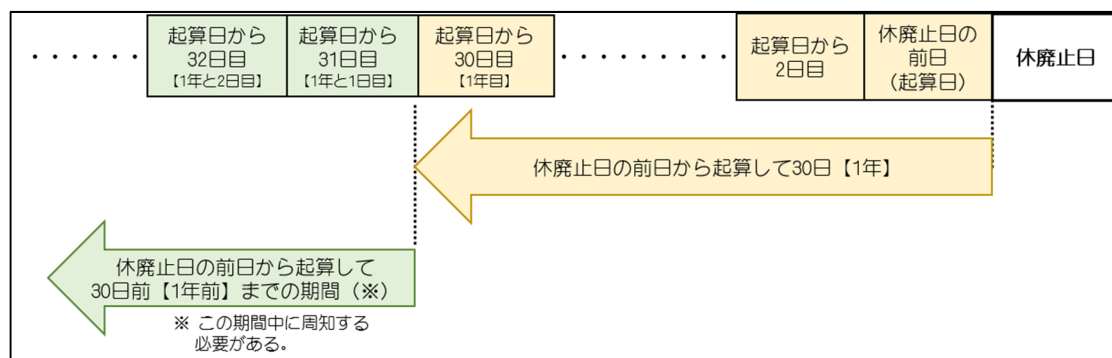 ・・・・・・
起算日から
32日目
【1年と2日目】
起算日から
31日目
【1年と1日目】
起算日から
30日目
【1年目】
・・・・・・・・・
起算日から
2日目
休廃止日の
前日
(起算日)
休廃止日
休廃止日の前日から起算して30日【1年】
休廃止日の前日から起算して
30日前【1年前】までの期間(※)
※ この期間中に周知する
必要がある。